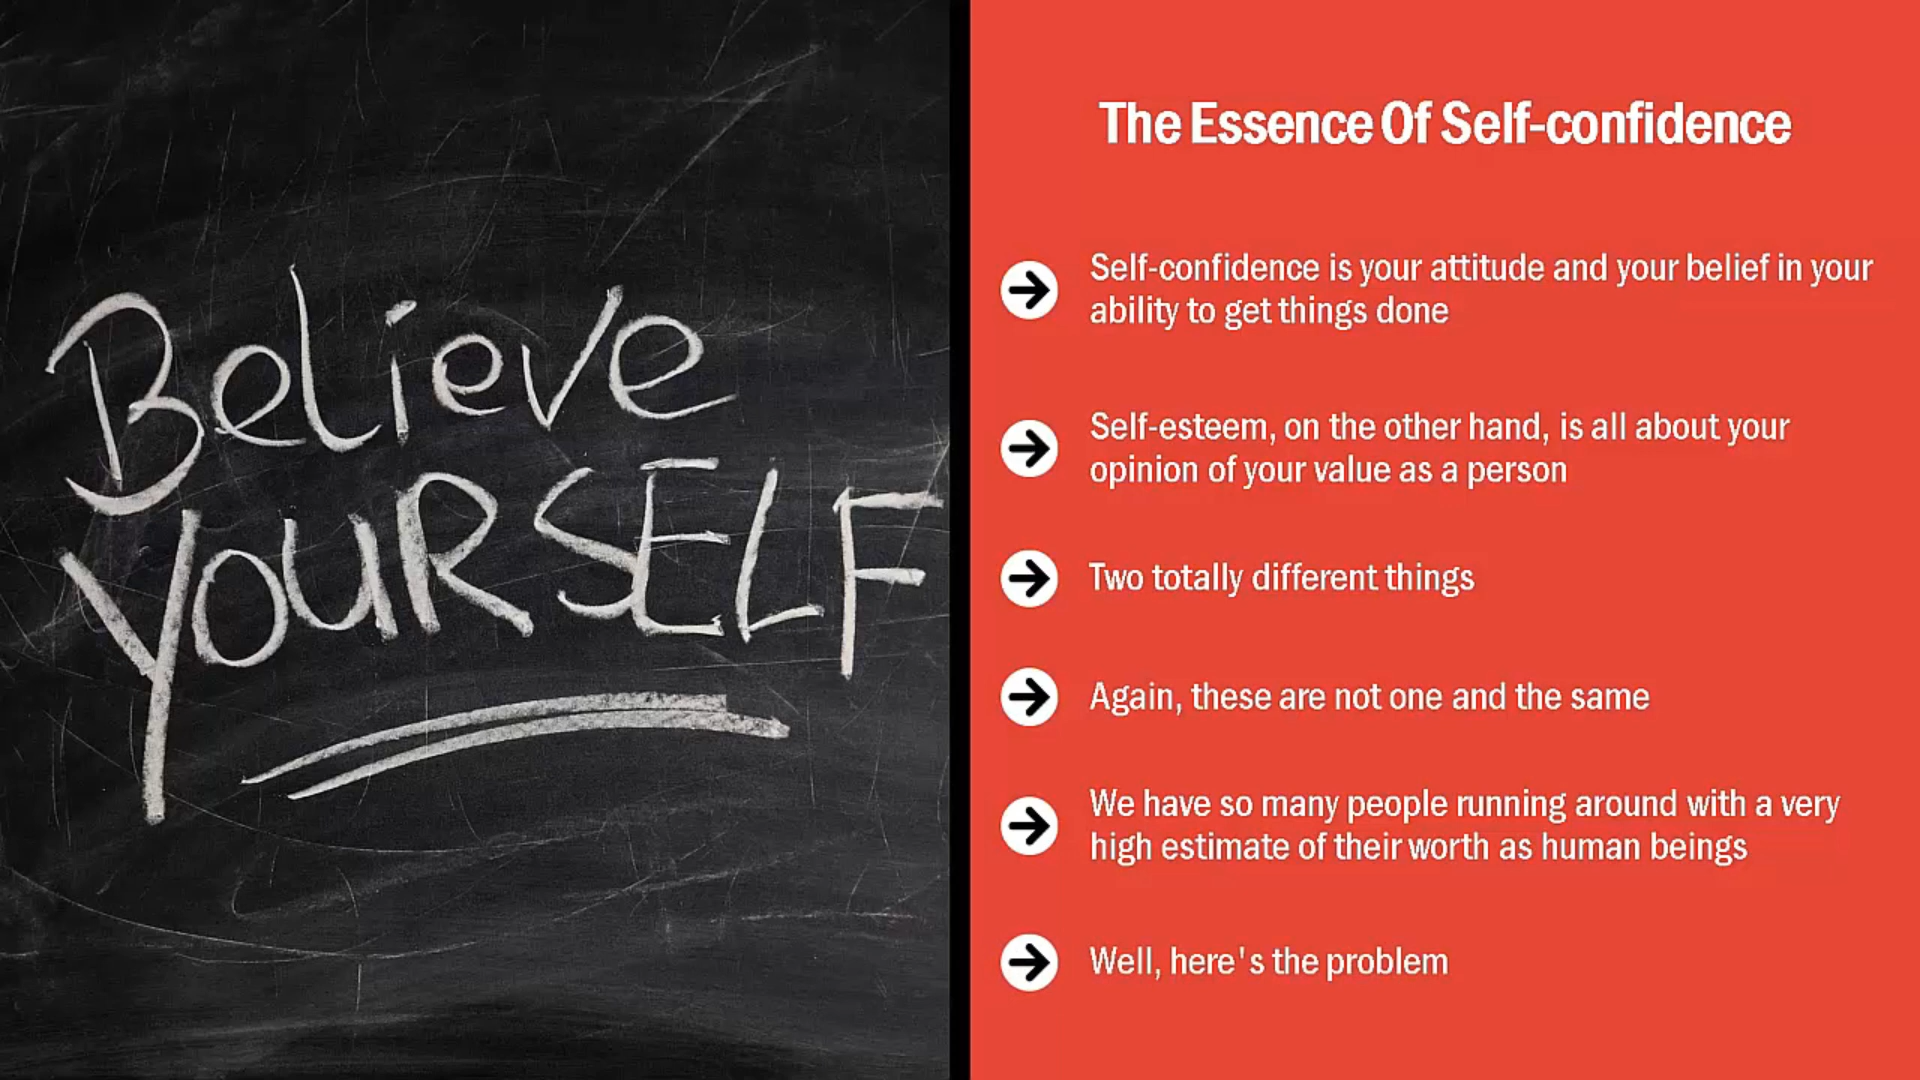 Believe
YOURSELF
The Essence Of Self-confidence
Self-confidence is your attitude and your belief in your
ability to get things done
Self-esteem, on the other hand, is all about your
opinion of your value as a person
Two totally different things
Again, these are not one and the same
We have so many people running around with a very
high estimate of their worth as human beings
Well, here's the problem